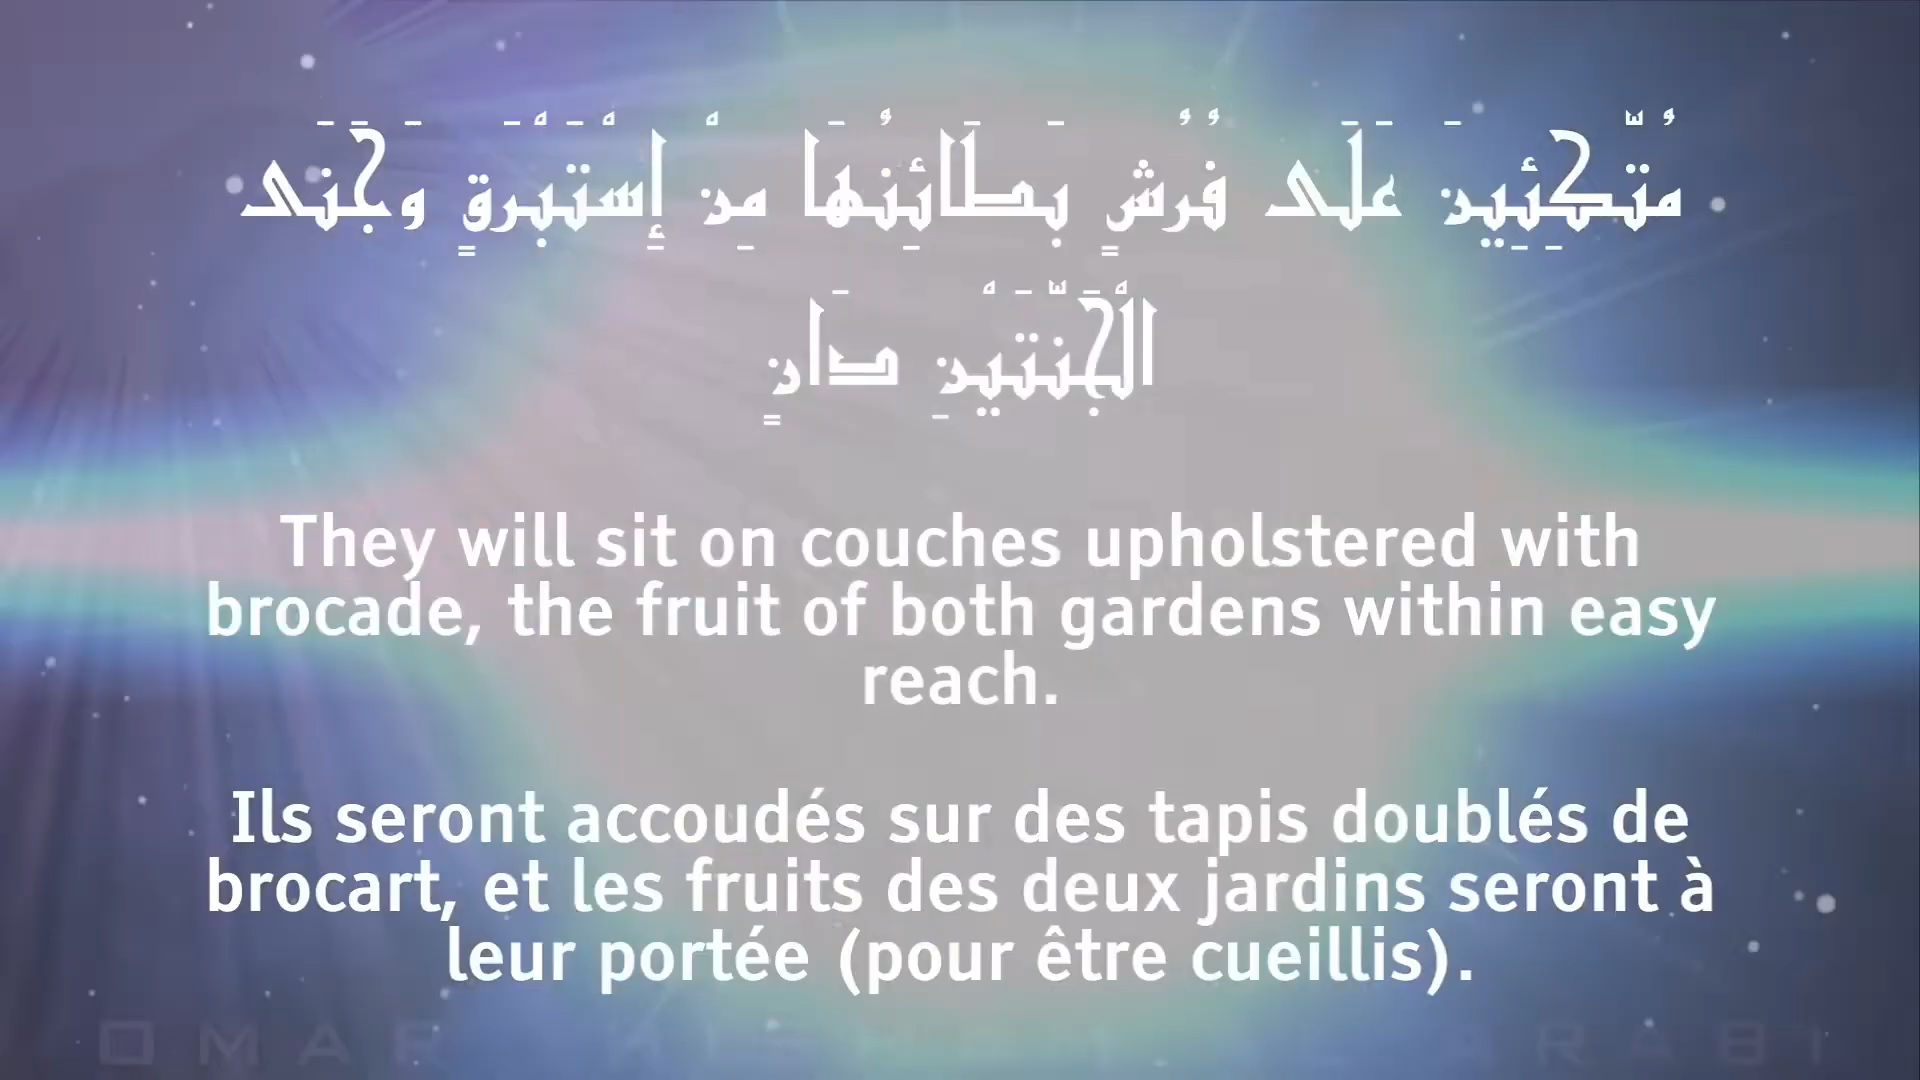 مُتَّكِئِينَ عَلَى فُرُشٍ بَطَائِنُهَا مِنْ إِسْتَبْرَقٍ وَجَنَى
الْجَنَّتَيْنِ دَانٍ
They will sit on couches upholstered with
brocade, the fruit of both gardens within easy
reach.
Ils seront accoudés sur des tapis doublés de
brocart, et les fruits des deux jardins seront à
leur portée (pour être cueillis).